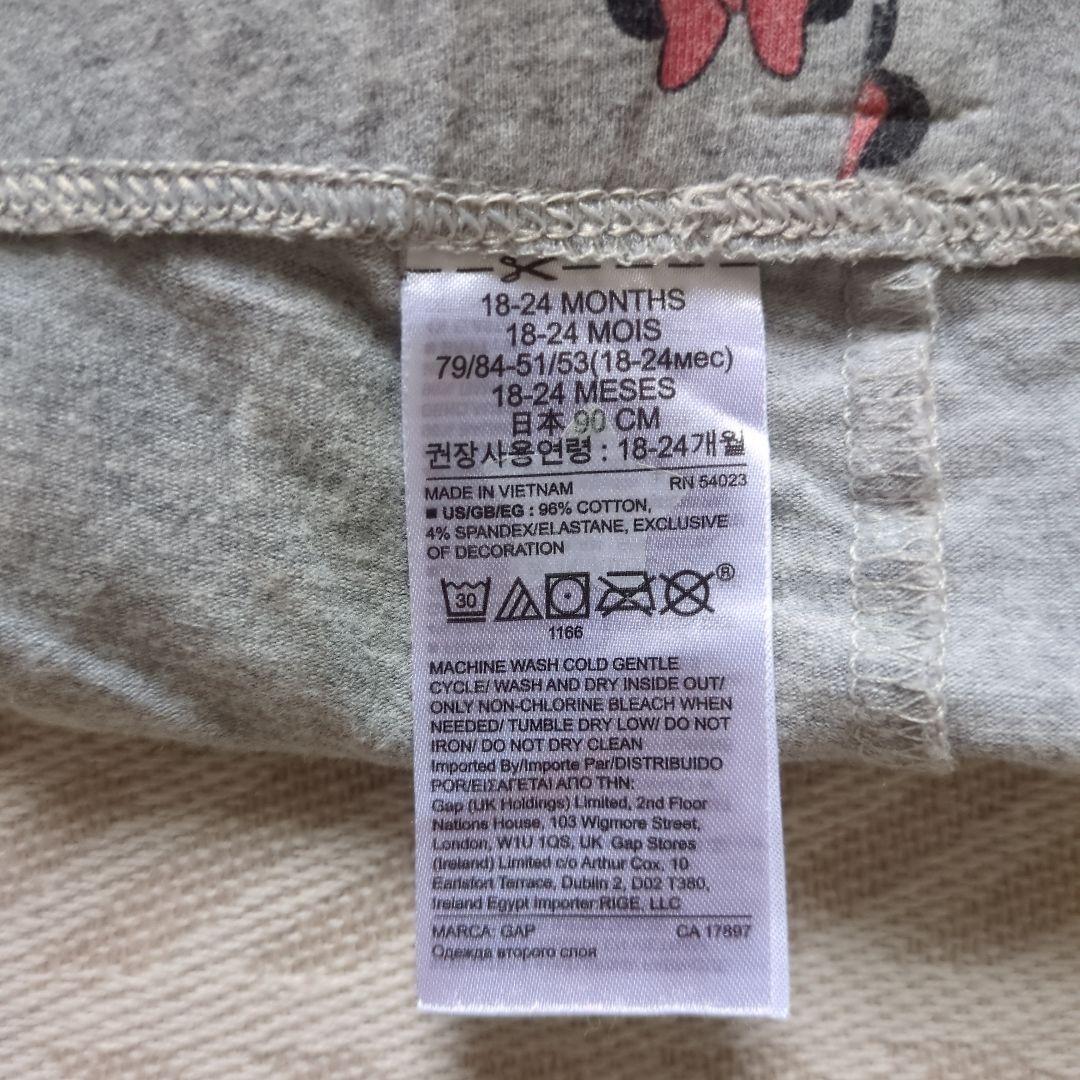 18-24 MONTHS
18-24 MOIS
79/84-51/53(18-24мес)
18-24 MESES
日本 90 CM
권장사용연령 : 18-24개월
MADE IN VIETNAM RN 54023
■ US/GB/EG : 96% COTTON,
4% SPANDEX/ELASTANE, EXCLUSIVE
OF DECORATION
30 ®
1166
MACHINE WASH COLD GENTLE
CYCLE/ WASH AND DRY INSIDE OUT/
ONLY NON-CHLORINE BLEACH WHEN
NEEDED/ TUMBLE DRY LOW/ DO NOT
IRON/ DO NOT DRY CLEAN
Imported By/Importe Par/DISTRIBUIDO
POR/ΕΙΣΑΓΕΤΑΙ ΑΠΟ ΤΗΝ:
Gap (UK Holdings) Limited, 2nd Floor
Nations House, 103 Wigmore Street,
London, W1U 1QS, UK Gap Stores
(Ireland) Limited c/o Arthur Cox, 10
Earlsfort Terrace, Dublin 2, D02 T380,
Ireland Egypt Importer:RIGE, LLC
MARCA: GAP CA 17897
Одежда второго слоя